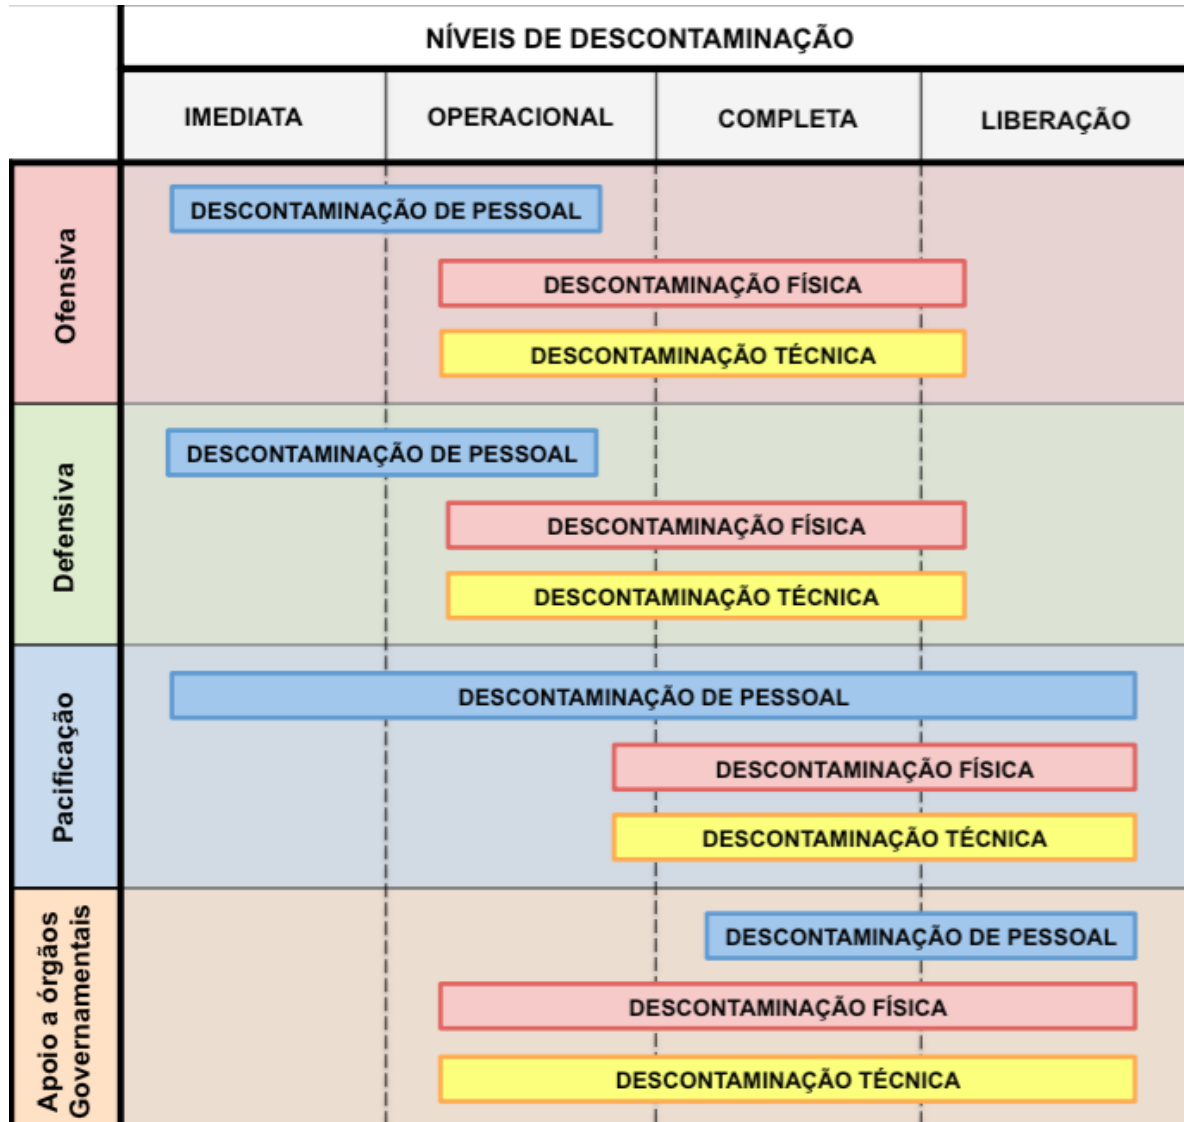 NÍVEIS DE DESCONTAMINAÇÃO
IMEDIATA
OPERACIONAL
COMPLETA
LIBERAÇÃO
Ofensiva
DESCONTAMINAÇÃO DE PESSOAL
DESCONTAMINAÇÃO FÍSICA
DESCONTAMINAÇÃO TÉCNICA
Defensiva
DESCONTAMINAÇÃO DE PESSOAL
DESCONTAMINAÇÃO FÍSICA
DESCONTAMINAÇÃO TÉCNICA
Pacificação
DESCONTAMINAÇÃO DE PESSOAL
DESCONTAMINAÇÃO FÍSICA
DESCONTAMINAÇÃO TÉCNICA
Apoio a órgãos
Governamentais
DESCONTAMINAÇÃO DE PESSOAL
DESCONTAMINAÇÃO FÍSICA
DESCONTAMINAÇÃO TÉCNICA